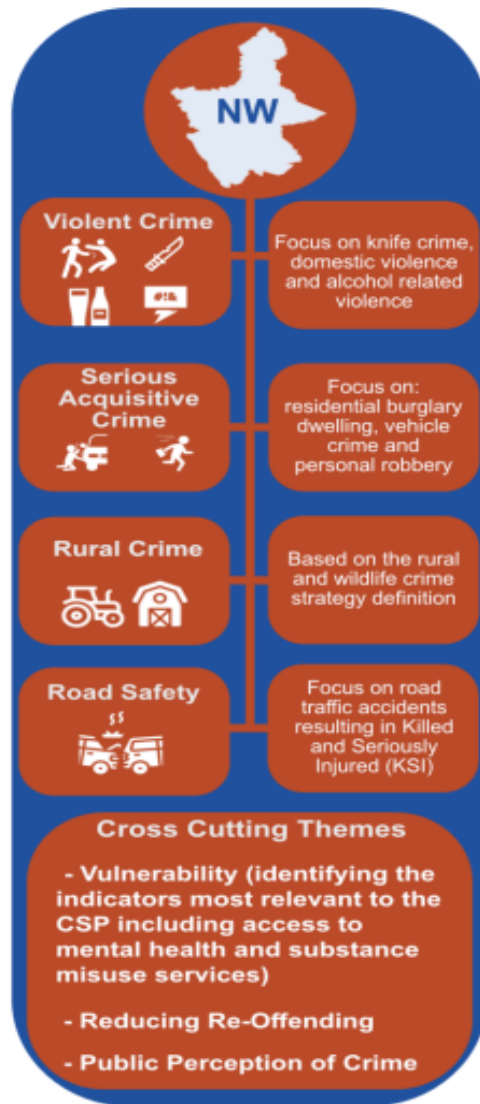 NW
Violent Crime
#!&
Focus on knife crime,
domestic violence
and alcohol related
violence
Serious
Acquisitive
Crime
Focus on:
residential burglary
dwelling, vehicle
crime and
personal robbery
Rural Crime
Based on the rural
and wildlife crime
strategy definition
Road Safety
Focus on road
traffic accidents
resulting in Killed
and Seriously
Injured (KSI)
Cross Cutting Themes
- Vulnerability (identifying the
indicators most relevant to the
CSP including access to
mental health and substance
misuse services)
- Reducing Re-Offending
- Public Perception of Crime